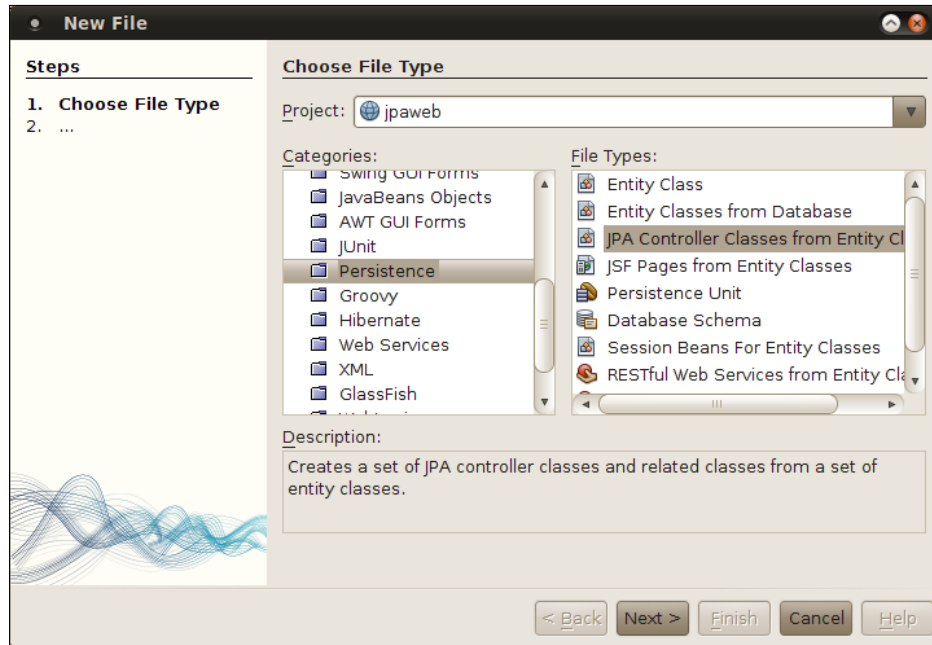 New File
Steps
1. Choose File Type
2. ...
Choose File Type
Project: jpaweb
Categories:
Swing GUI Forms
JavaBeans Objects
AWT GUI Forms
JUnit
Persistence
Groovy
Hibernate
Web Services
XML
GlassFish
File Types:
Entity Class
Entity Classes from Database
JPA Controller Classes from Entity Cl
JSF Pages from Entity Classes
Persistence Unit
Database Schema
Session Beans For Entity Classes
RESTful Web Services from Entity Cla
Description:
Creates a set of JPA controller classes and related classes from a set of
entity classes.
< Back Next > Finish Cancel Help